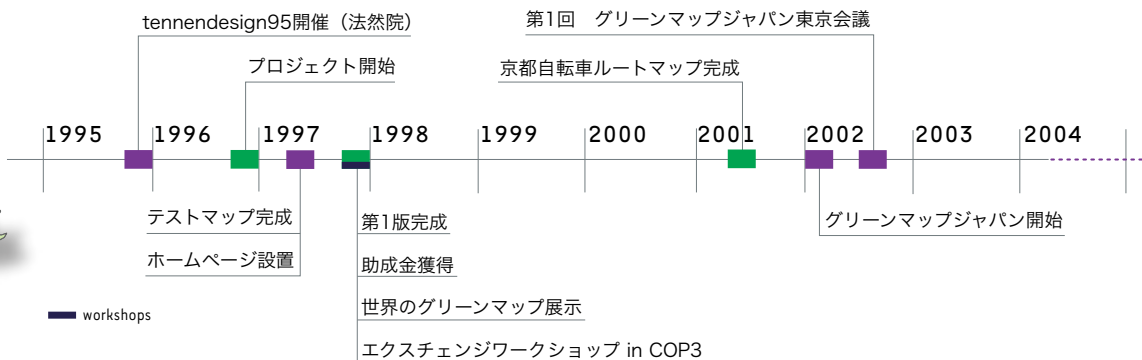 tennendesign95開催（法然院）
第1回　グリーンマップジャパン東京会議
プロジェクト開始
京都自転車ルートマップ完成
1995 1996 1997 1998 1999 2000 2001 2002 2003 2004
テストマップ完成
ホームページ設置
第1版完成
助成金獲得
世界のグリーンマップ展示
エクスチェンジワークショップ in COP3
グリーンマップジャパン開始
workshops